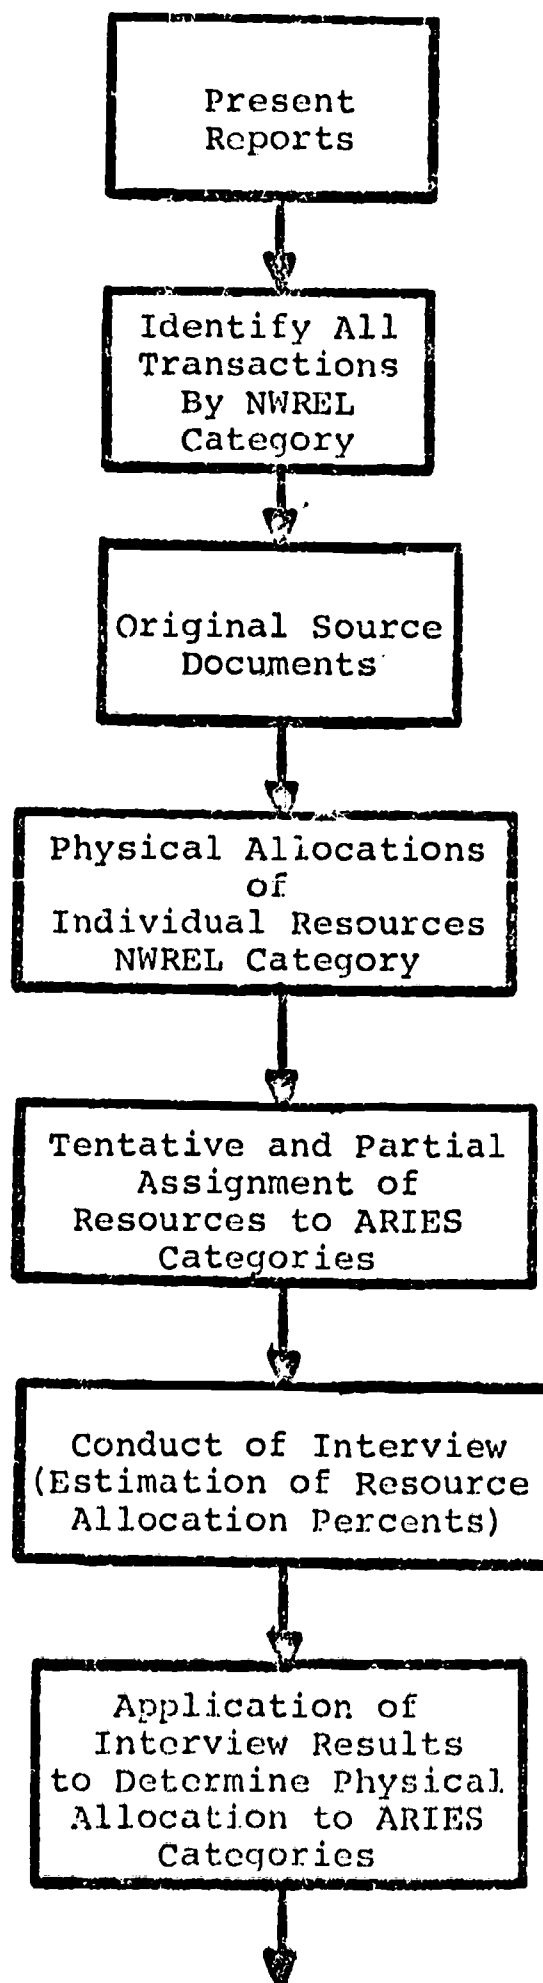 Present
Reports
Identify All
Transactions
By NWREL
Category
Original Source
Documents
Physical Allocations
of
Individual Resources
NWREL Category
Tentative and Partial
Assignment of
Resources to ARIES
Categories
Conduct of Interview
(Estimation of Resource
Allocation Percents)
Application of
Interview Results
to Determine Physical
Allocation to ARIES
Categories